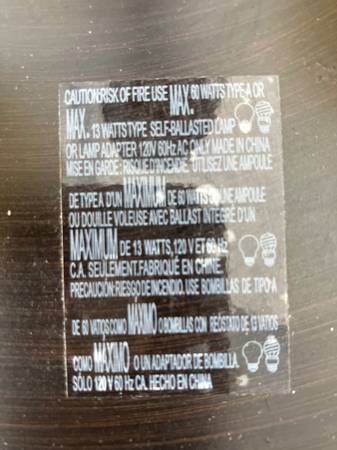 CAUTION:RISK OF FIRE USE MAX. 60 WATTS TYPE-A OR
MAX. 13 WATTS TYPE SELF-BALLASTED LAMP
OR LAMP ADAPTER 120V 60Hz AC ONLY MADE IN CHINA
MISE EN GARDE: RISQUE D'INCENDIE. UTILISEZ UNE AMPOULE
DE TYPE A D'UN MAXIMUM DE 60 WATTS OU UNE AMPOULE
OU DOUILLE VOLEUSE AVEC BALLAST INTEGRE D'UN
MAXIMUM DE 13 WATTS, 120 V ET 60 HZ
C.A. SEULEMENT.FABRIQUE EN CHINE.
PRECAUCIÓN:RIESGO DE INCENDIO. USE BOMBILLAS DE TIPO A
DE 60 VATIOS COMO MAXIMO O BOMBILLAS CON REÓSTATO DE 13 VATIOS
COMO MAXIMO O UN ADAPTADOR DE BOMBILLA.
SÓLO 120 V 60 Hz CA. HECHO EN CHINA